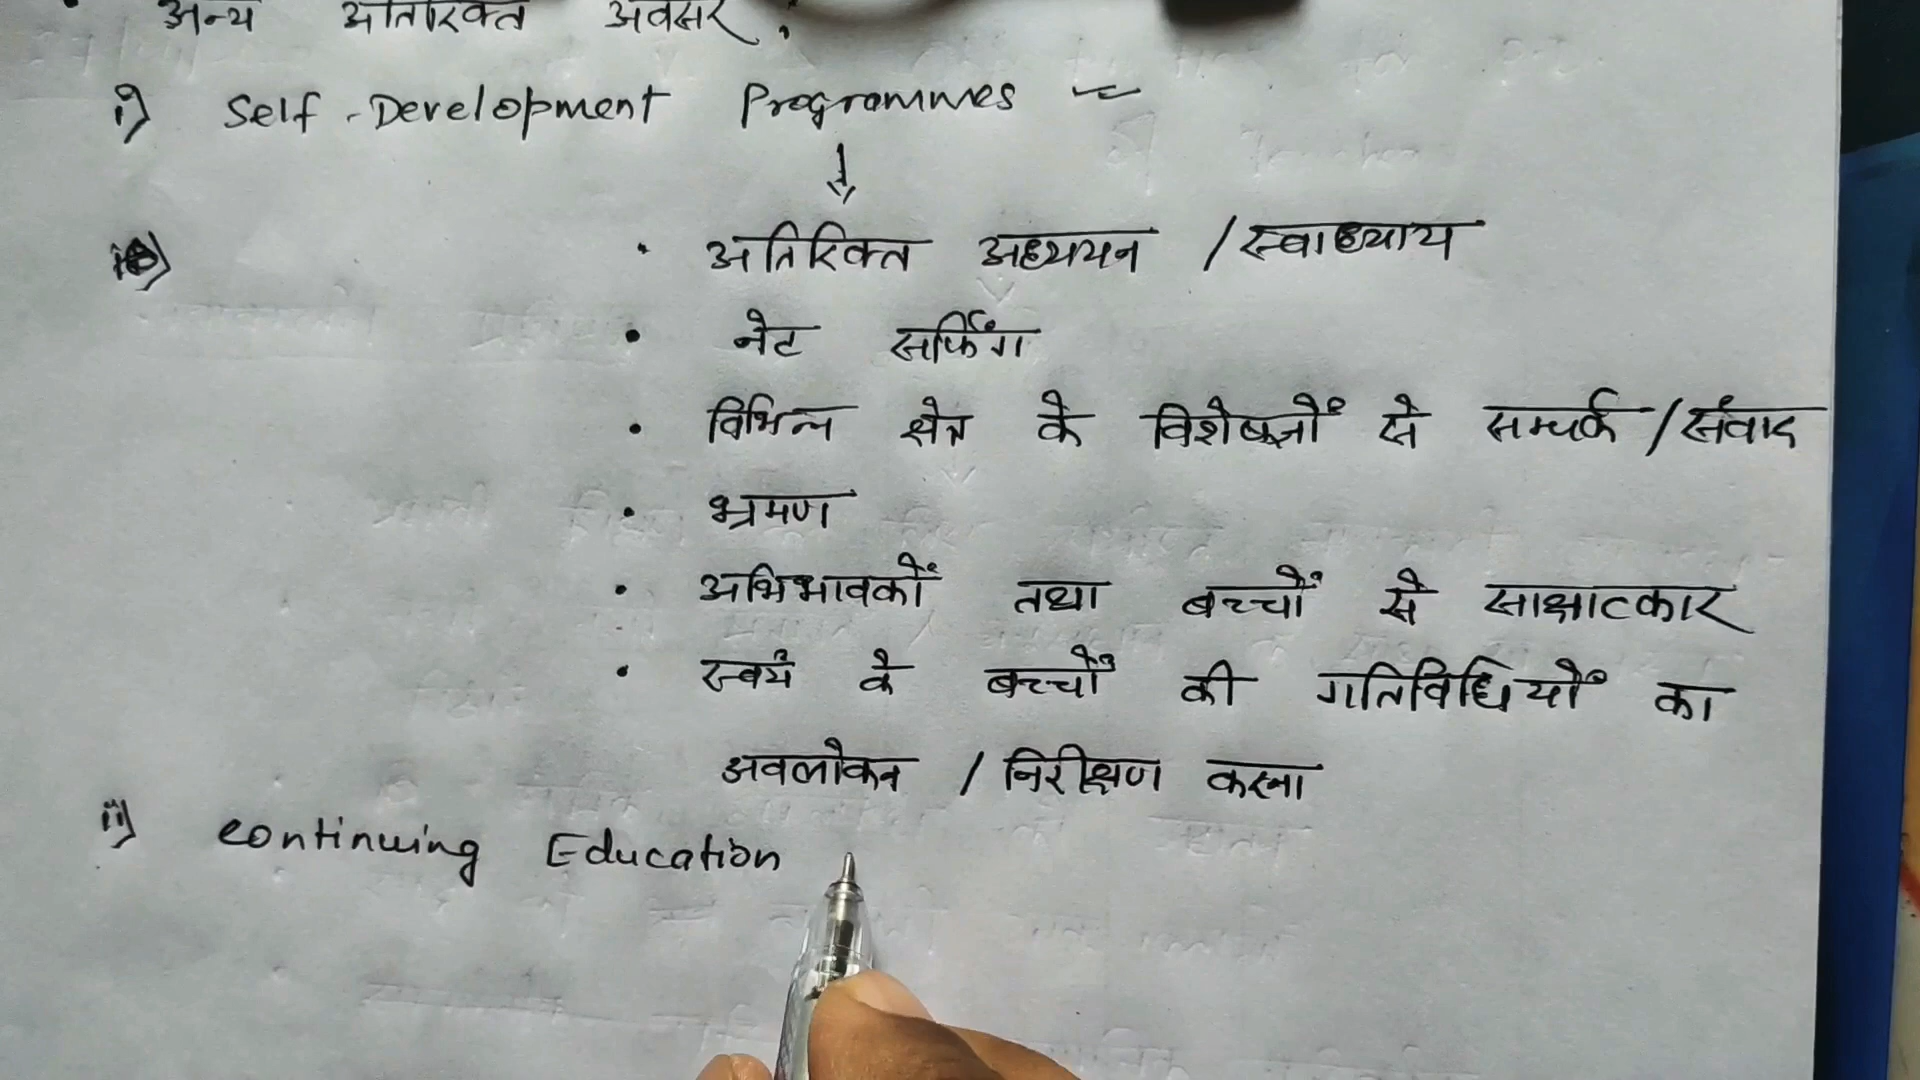 • अन्य अतिरिक्त अवसर :
i) Self-Development Programmes
• अतिरिक्त अध्ययन / स्वाध्याय
• नेट सर्फिंग
• विभिन्न क्षेत्र के विशेषज्ञों से सम्पर्क / संवाद
• भ्रमण
• अभिभावकों तथा बच्चों से साक्षात्कार
• स्वयं के बच्चों की गतिविधियों का
अवलोकन / निरीक्षण करना
ii) Continuing Education